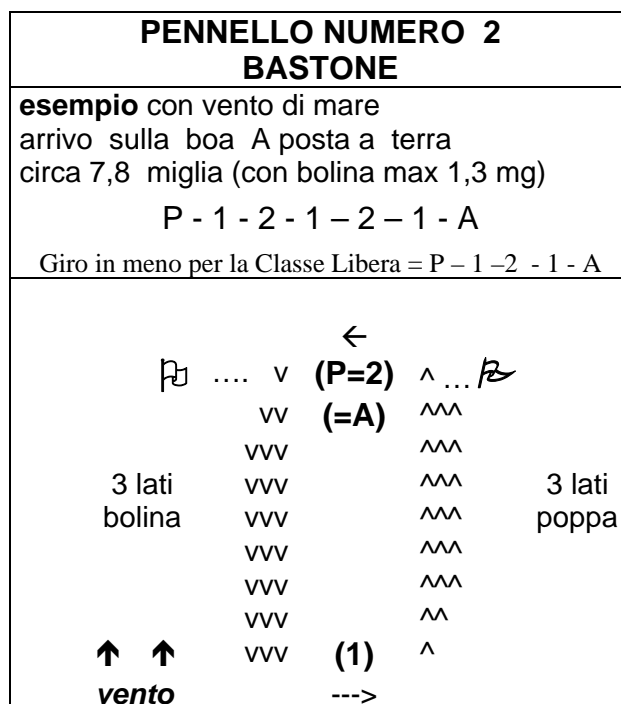 PENNELLO NUMERO 2
BASTONE
esempio con vento di mare
arrivo sulla boa A posta a terra
circa 7,8 miglia (con bolina max 1,3 mg)
P - 1 - 2 - 1 – 2 – 1 - A
Giro in meno per la Classe Libera = P – 1 –2 - 1 - A
←
.... v (P=2) ^ ...
vv (=A) ^^^
vvv ^^^
3 lati vvv ^^^ 3 lati
bolina vvv ^^^ poppa
vvv ^^^
vvv ^^^
vvv ^^
↑ ↑ vvv (1) ^
vento --->